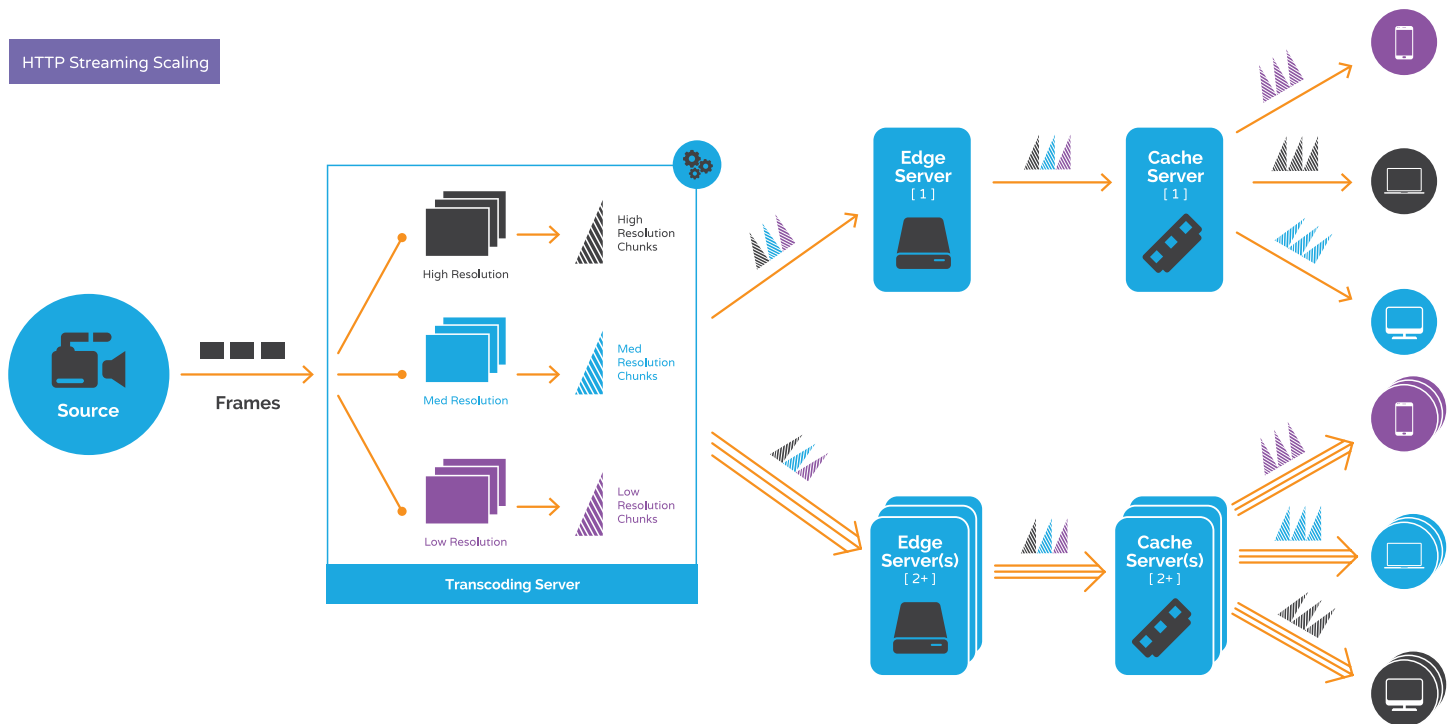 HTTP Streaming Scaling
Source
Frames
High Resolution
High
Resolution
Chunks
Med Resolution
Med
Resolution
Chunks
Low Resolution
Low
Resolution
Chunks
Transcoding Server
Edge
Server
[ 1 ]
Cache
Server
[ 1 ]
Edge
Server(s)
[ 2+ ]
Cache
Server(s)
[ 2+ ]